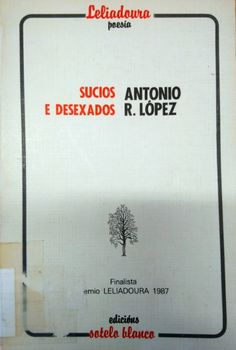 Leliadoura
poesía
SUCIOS ANTONIO
E DESEXADOS R. LÓPEZ
Finalista
emio LELIADOURA 1987
edicións
sotelo blanco